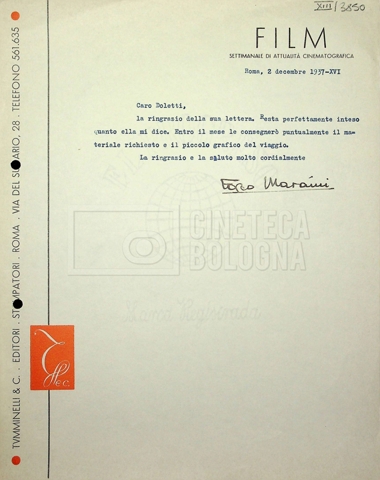 XIII/3850
FILM
SETTIMANALE DI ATTUALITÀ CINEMATOGRAFICA
Roma, 2 decembre 1937-XVI
Caro Doletti,
la ringrazio della sua lettera. Resta perfettamente inteso
quanto ella mi dice. Entro il mese le consegnerò puntualmente il ma-
teriale richiesto e il piccolo grafico del viaggio.
La ringrazio e la saluto molto cordialmente
Maraini
CINETECA
BOLOGNA
TVMMINELLI & C. . EDITORI . STAMPATORI . ROMA . VIA DEL SUDARIO, 28 . TELEFONO 561.635